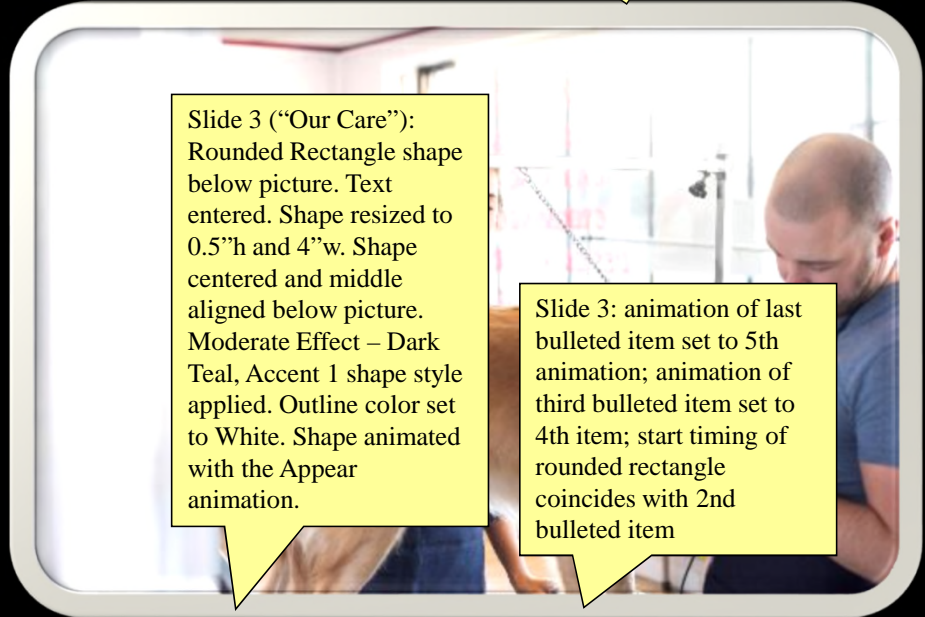 Slide 3 (“Our Care”):
Rounded Rectangle shape
below picture. Text
entered. Shape resized to
0.5”h and 4”w. Shape
centered and middle
aligned below picture.
Moderate Effect – Dark
Teal, Accent 1 shape style
applied. Outline color set
to White. Shape animated
with the Appear
animation.
Slide 3: animation of last
bulleted item set to 5th
animation; animation of
third bulleted item set to
4th item; start timing of
rounded rectangle
coincides with 2nd
bulleted item